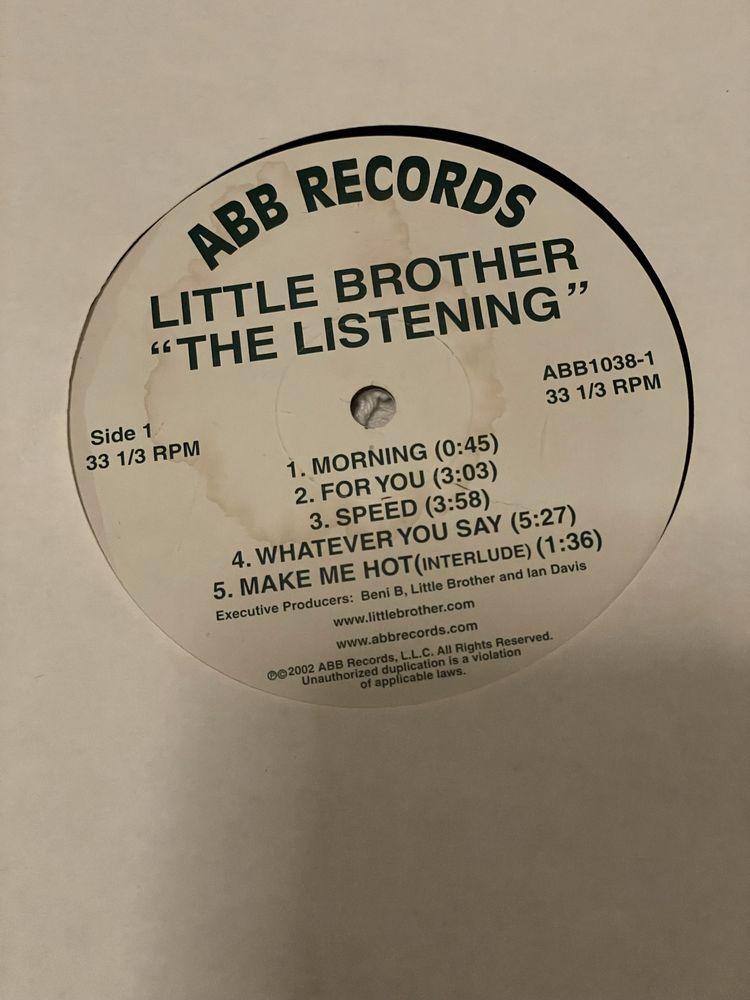 ABB RECORDS
LITTLE BROTHER
“THE LISTENING”
ABB1038-1
33 1/3 RPM
Side 1
33 1/3 RPM
1. MORNING (0:45)
2. FOR YOU (3:03)
3. SPEED (3:58)
4. WHATEVER YOU SAY (5:27)
5. MAKE ME HOT(INTERLUDE) (1:36)
Executive Producers: Beni B, Little Brother and Ian Davis
www.littlebrother.com
www.abbrecords.com
℗©2002 ABB Records, L.L.C. All Rights Reserved.
Unauthorized duplication is a violation
of applicable laws.